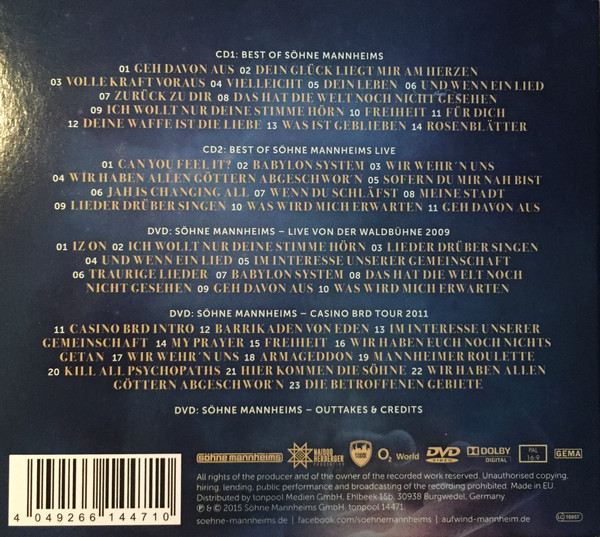 CD1: BEST OF SÖHNE MANNHEIMS
01 GEH DAVON AUS 02 DEIN GLÜCK LIEGT MIR AM HERZEN
03 VOLLE KRAFT VORAUS 04 VIELLEICHT 05 DEIN LEBEN 06 UND WENN EIN LIED
07 ZURÜCK ZU DIR 08 DAS HAT DIE WELT NOCH NICHT GESEHEN
09 ICH WOLLT NUR DEINE STIMME HÖRN 10 FREIHEIT 11 FÜR DICH
12 DEINE WAFFE IST DIE LIEBE 13 WAS IST GEBLIEBEN 14 ROSENBLÄTTER
CD2: BEST OF SÖHNE MANNHEIMS LIVE
01 CAN YOU FEEL IT? 02 BABYLON SYSTEM 03 WIR WEHR´N UNS
04 WIR HABEN ALLEN GÖTTERN ABGESCHWOR´N 05 SOFERN DU MIR NAH BIST
06 JAH IS CHANGING ALL 07 WENN DU SCHLÄFST 08 MEINE STADT
09 LIEDER DRÜBER SINGEN 10 WAS WIRD MICH ERWARTEN 11 GEH DAVON AUS
DVD: SÖHNE MANNHEIMS – LIVE VON DER WALDBÜHNE 2009
01 IZ ON 02 ICH WOLLT NUR DEINE STIMME HÖRN 03 LIEDER DRÜBER SINGEN
04 UND WENN EIN LIED 05 IM INTERESSE UNSERER GEMEINSCHAFT
06 TRAURIGE LIEDER 07 BABYLON SYSTEM 08 DAS HAT DIE WELT NOCH
NICHT GESEHEN 09 GEH DAVON AUS 10 WAS WIRD MICH ERWARTEN
DVD: SÖHNE MANNHEIMS – CASINO BRD TOUR 2011
11 CASINO BRD INTRO 12 BARRIKADEN VON EDEN 13 IM INTERESSE UNSERER
GEMEINSCHAFT 14 MY PRAYER 15 FREIHEIT 16 WIR HABEN EUCH NOCH NICHTS
GETAN 17 WIR WEHR´N UNS 18 ARMAGEDDON 19 MANNHEIMER ROULETTE
20 KILL ALL PSYCHOPATHS 21 HIER KOMMEN DIE SÖHNE 22 WIR HABEN ALLEN
GÖTTERN ABGESCHWOR´N 23 DIE BETROFFENEN GEBIETE
DVD: SÖHNE MANNHEIMS – OUTTAKES & CREDITS
söhne mannheims NAIDOO HERBERGER PRODUKTION O2 World DVD VIDEO DOLBY DIGITAL PAL 16:9 GEMA
All rights of the producer and of the owner of the recorded work reserved. Unauthorised copying,
hiring, lending, public performance and broadcasting of the recording prohibited. Made in EU.
Distributed by tonpool Medien GmbH, Ehlbeek 15b, 30938 Burgwedel, Germany.
℗ & © 2015 Söhne Mannheims GmbH. tonpool 14471.
soehne-mannheims.de | facebook.com/soehnemannheims | aufwind-mannheim.de
4 049266 144710